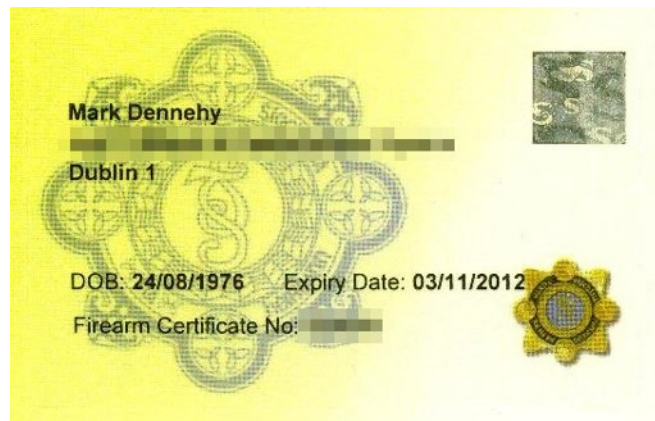 Mark Dennehy
Dublin 1
DOB: 24/08/1976 Expiry Date: 03/11/2012
Firearm Certificate No: